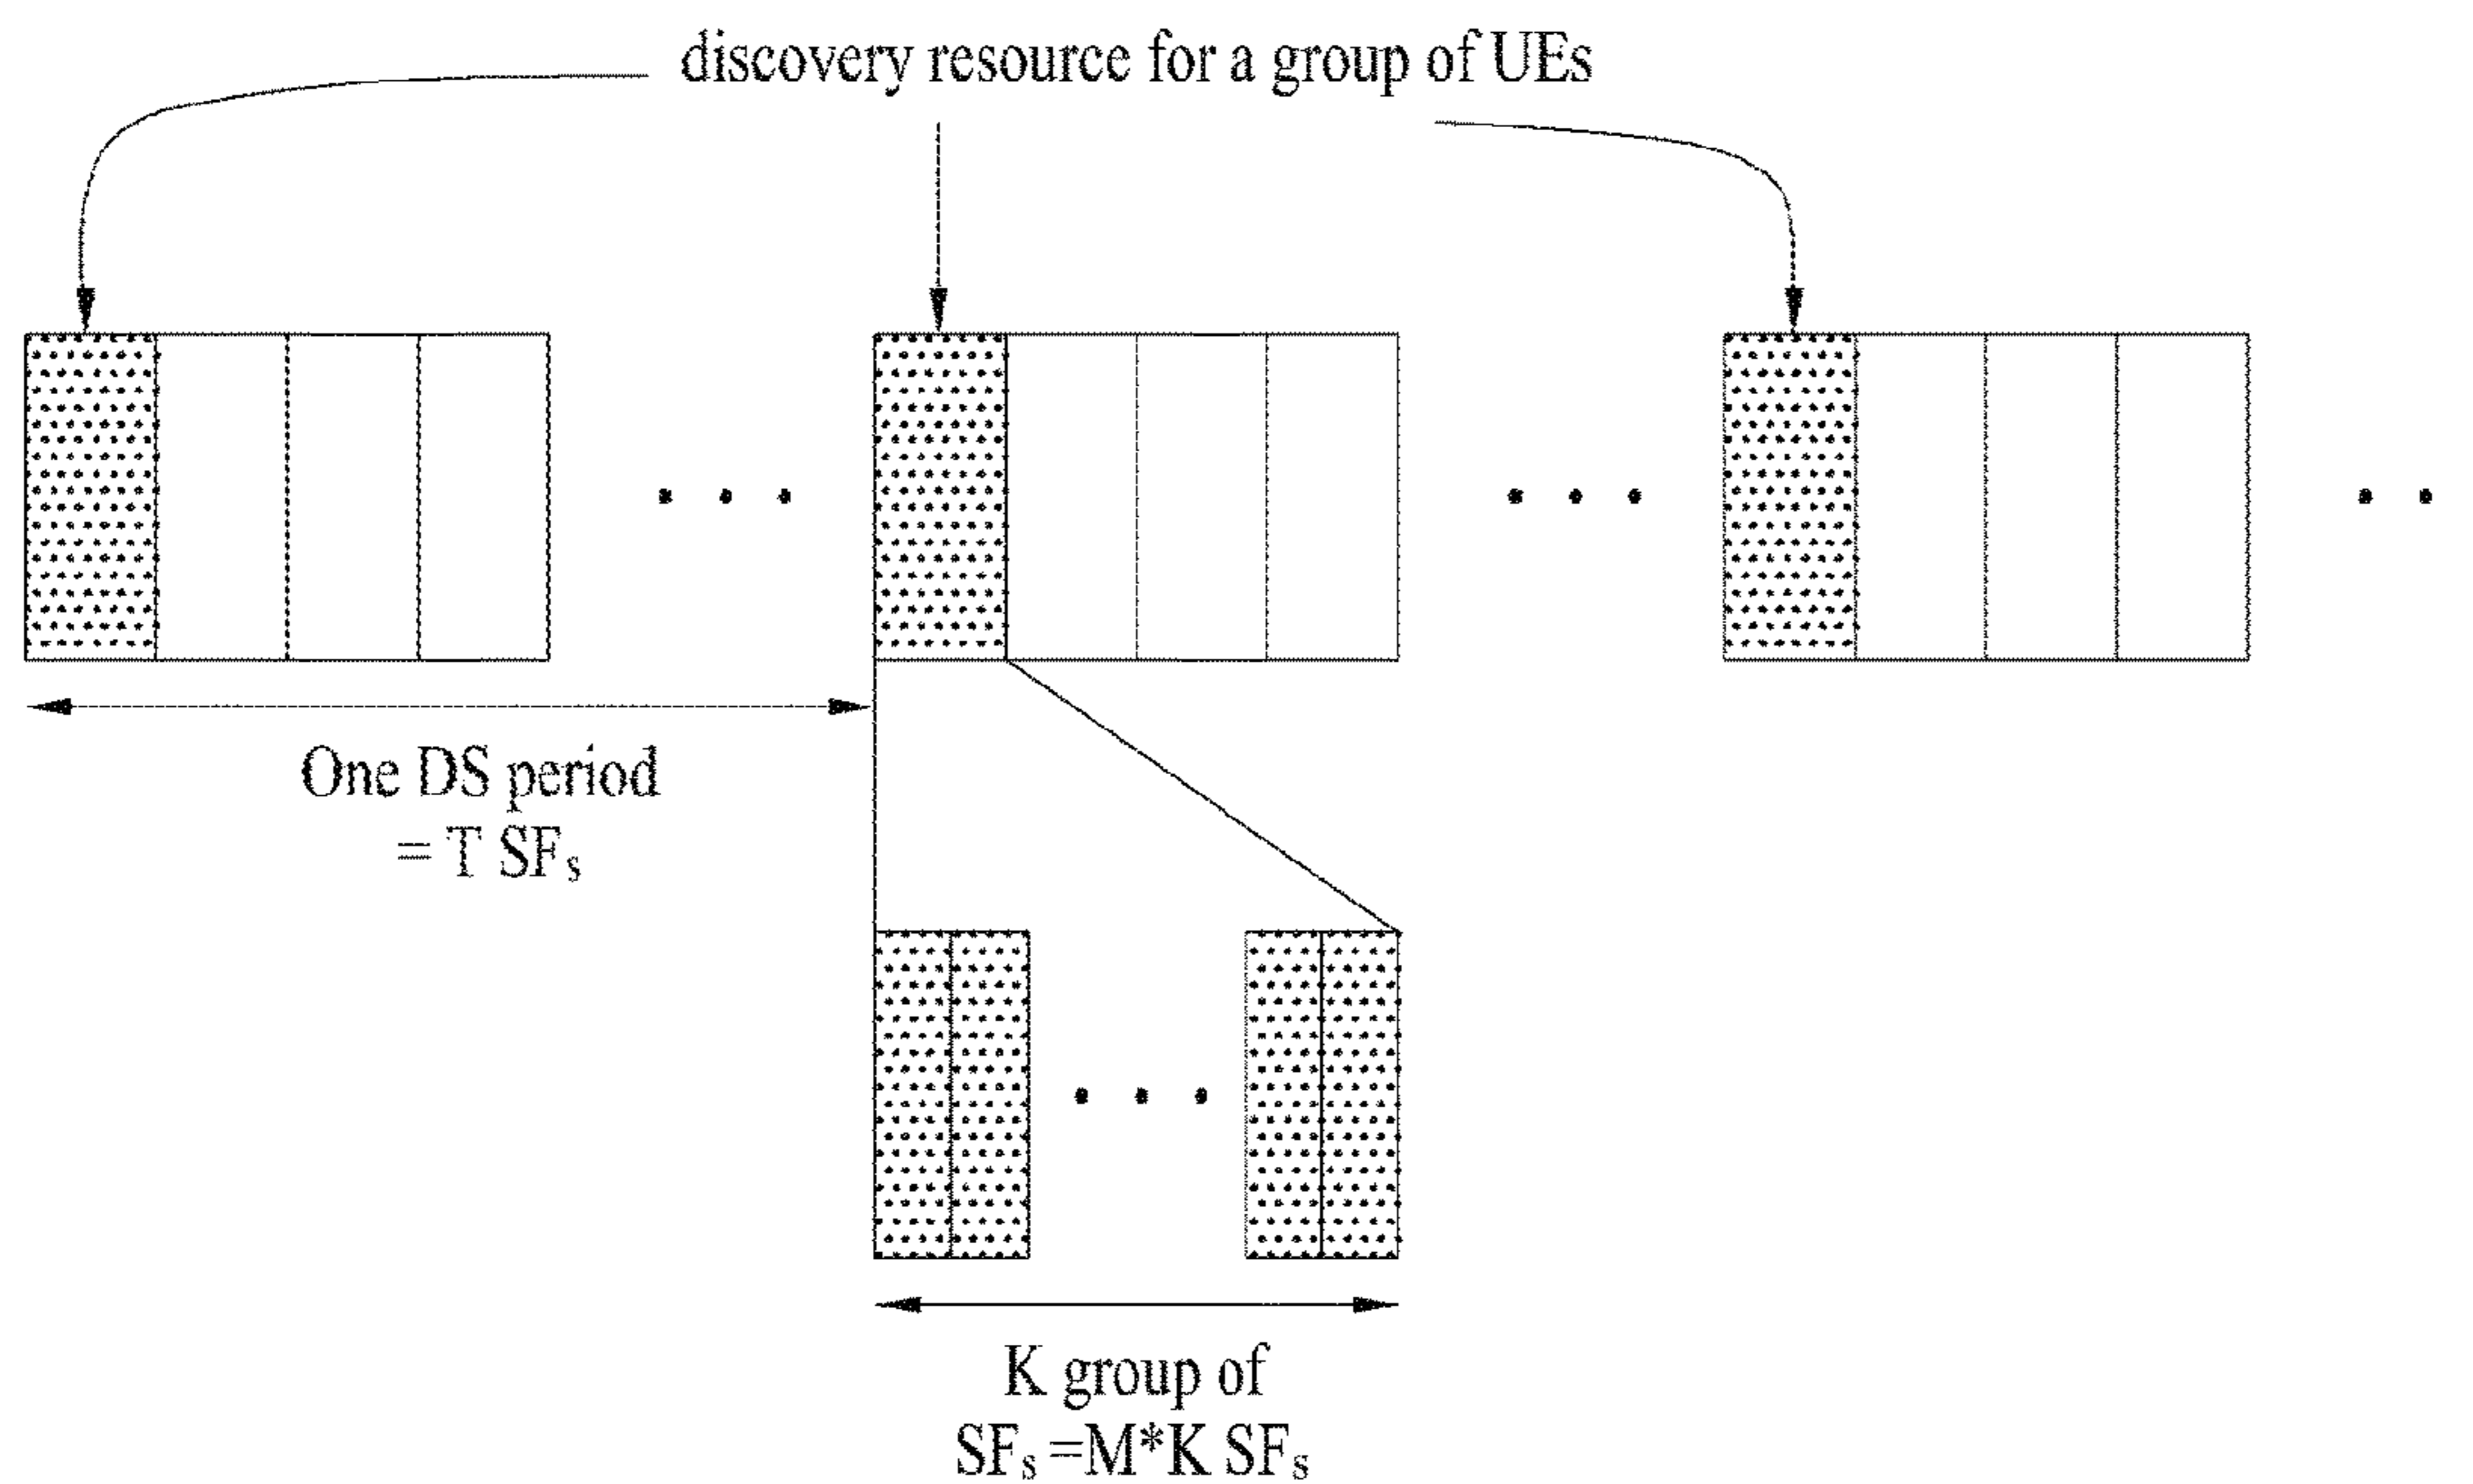 discovery resource for a group of UEs
One DS period
= T SFs
K group of
SFs =M*K SFs